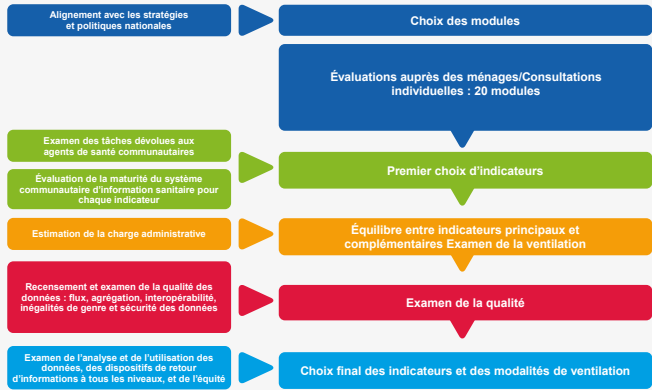 Alignement avec les stratégies
et politiques nationales
Choix des modules
Évaluations auprès des ménages/Consultations
individuelles : 20 modules
Examen des tâches dévolues aux
agents de santé communautaires
Évaluation de la maturité du système
communautaire d'information sanitaire pour
chaque indicateur
Premier choix d'indicateurs
Estimation de la charge administrative
Équilibre entre indicateurs principaux et
complémentaires Examen de la ventilation
Recensement et examen de la qualité des
données : flux, agrégation, interopérabilité,
inégalités de genre et sécurité des données
Examen de la qualité
Examen de l'analyse et de l'utilisation des
données, des dispositifs de retour
d'informations à tous les niveaux, et de l'équité
Choix final des indicateurs et des modalités de ventilation